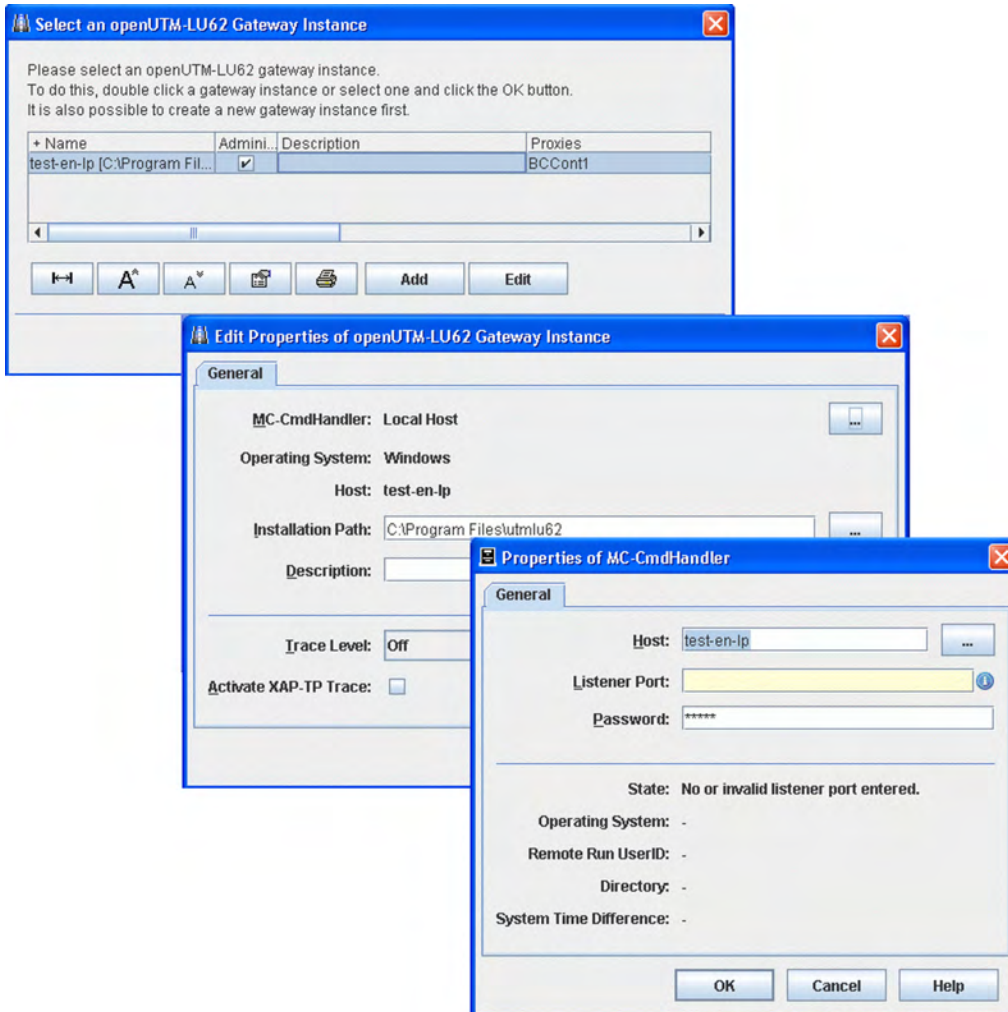 Select an openUTM-LU62 Gateway Instance
Please select an openUTM-LU62 gateway instance.
To do this, double click a gateway instance or select one and click the OK button.
It is also possible to create a new gateway instance first.
+ Name Admini... Description Proxies
test-en-lp [C:\Program Fil... BCCont1
A A Add Edit
Edit Properties of openUTM-LU62 Gateway Instance
General
MC-CmdHandler: Local Host ...
Operating System: Windows
Host: test-en-lp
Installation Path: C:\Program Files\utmlu62 ...
Description:
Trace Level: Off
Activate XAP-TP Trace:
Properties of MC-CmdHandler
General
Host: test-en-lp ...
Listener Port:
Password: *****
State: No or invalid listener port entered.
Operating System: -
Remote Run UserID: -
Directory: -
System Time Difference: -
OK Cancel Help